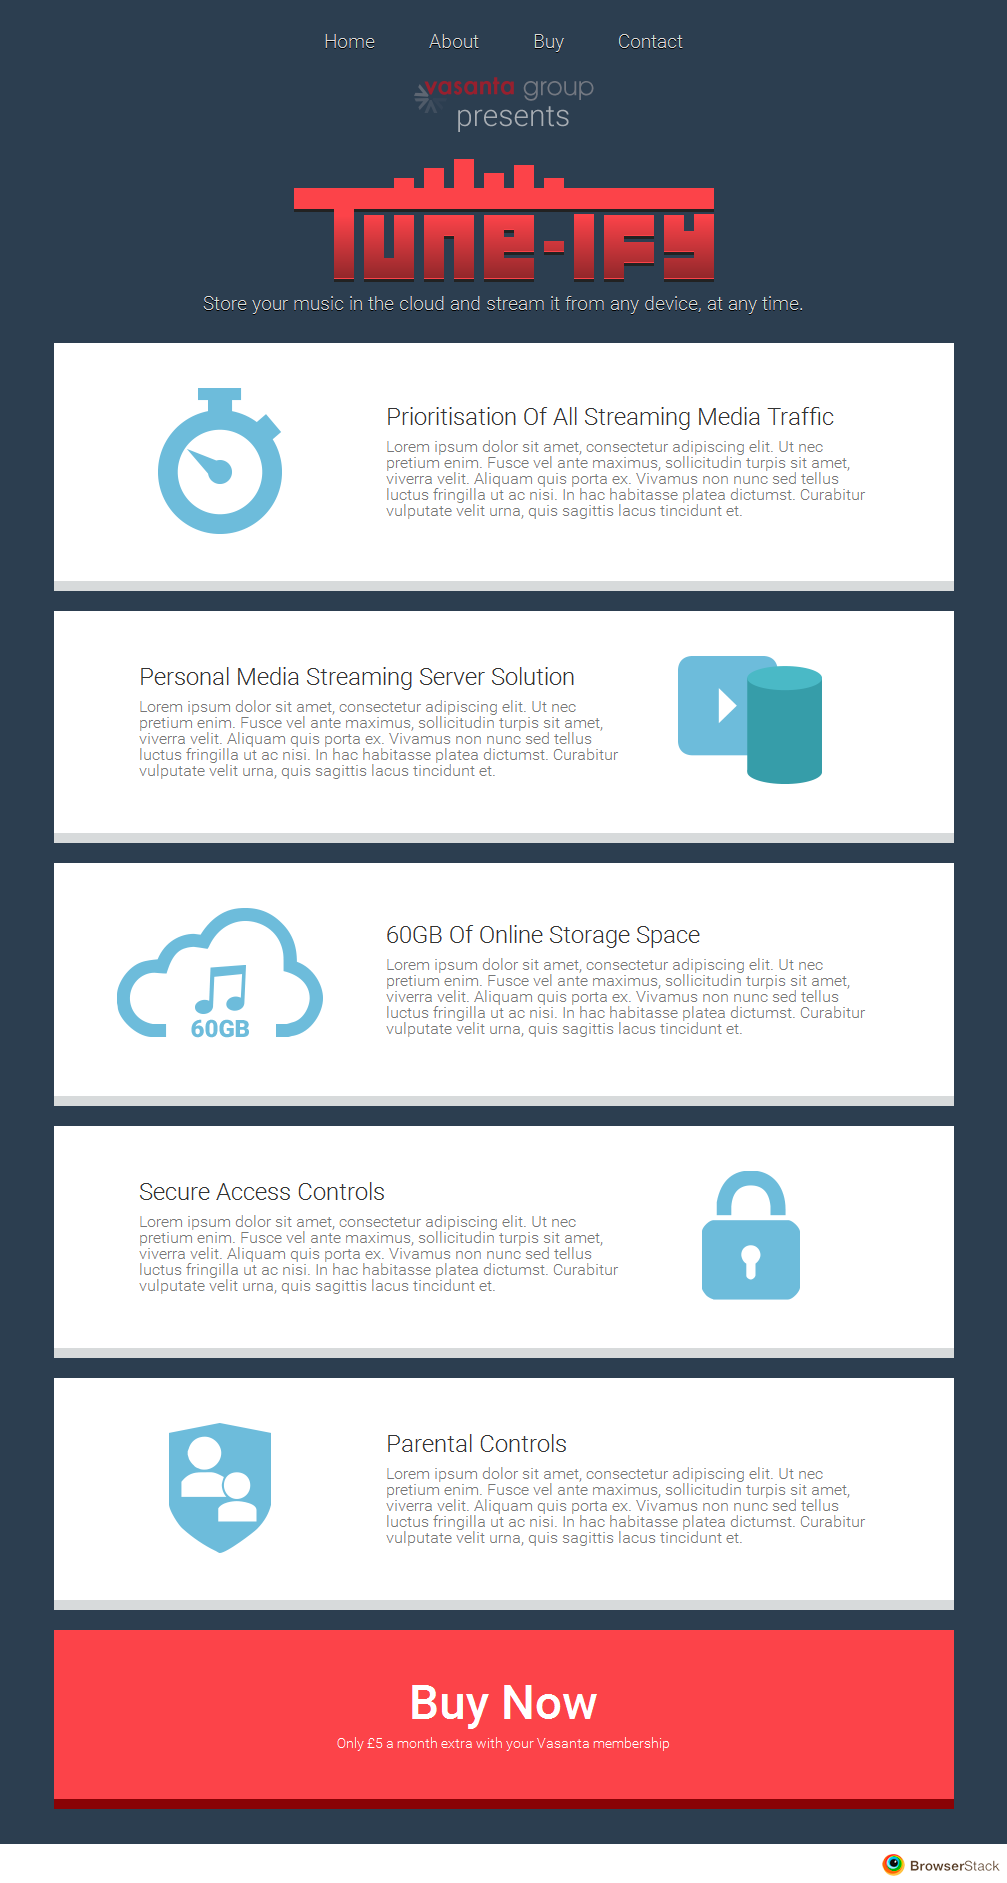 Home About Buy Contact
vasanta group
presents
Tune-ify
Store your music in the cloud and stream it from any device, at any time.
Prioritisation Of All Streaming Media Traffic
Lorem ipsum dolor sit amet, consectetur adipiscing elit. Ut nec
pretium enim. Fusce vel ante maximus, sollicitudin turpis sit amet,
viverra velit. Aliquam quis porta ex. Vivamus non nunc sed tellus
luctus fringilla ut ac nisi. In hac habitasse platea dictumst. Curabitur
vulputate velit urna, quis sagittis lacus tincidunt et.
Personal Media Streaming Server Solution
Lorem ipsum dolor sit amet, consectetur adipiscing elit. Ut nec
pretium enim. Fusce vel ante maximus, sollicitudin turpis sit amet,
viverra velit. Aliquam quis porta ex. Vivamus non nunc sed tellus
luctus fringilla ut ac nisi. In hac habitasse platea dictumst. Curabitur
vulputate velit urna, quis sagittis lacus tincidunt et.
60GB
60GB Of Online Storage Space
Lorem ipsum dolor sit amet, consectetur adipiscing elit. Ut nec
pretium enim. Fusce vel ante maximus, sollicitudin turpis sit amet,
viverra velit. Aliquam quis porta ex. Vivamus non nunc sed tellus
luctus fringilla ut ac nisi. In hac habitasse platea dictumst. Curabitur
vulputate velit urna, quis sagittis lacus tincidunt et.
Secure Access Controls
Lorem ipsum dolor sit amet, consectetur adipiscing elit. Ut nec
pretium enim. Fusce vel ante maximus, sollicitudin turpis sit amet,
viverra velit. Aliquam quis porta ex. Vivamus non nunc sed tellus
luctus fringilla ut ac nisi. In hac habitasse platea dictumst. Curabitur
vulputate velit urna, quis sagittis lacus tincidunt et.
Parental Controls
Lorem ipsum dolor sit amet, consectetur adipiscing elit. Ut nec
pretium enim. Fusce vel ante maximus, sollicitudin turpis sit amet,
viverra velit. Aliquam quis porta ex. Vivamus non nunc sed tellus
luctus fringilla ut ac nisi. In hac habitasse platea dictumst. Curabitur
vulputate velit urna, quis sagittis lacus tincidunt et.
Buy Now
Only £5 a month extra with your Vasanta membership
BrowserStack